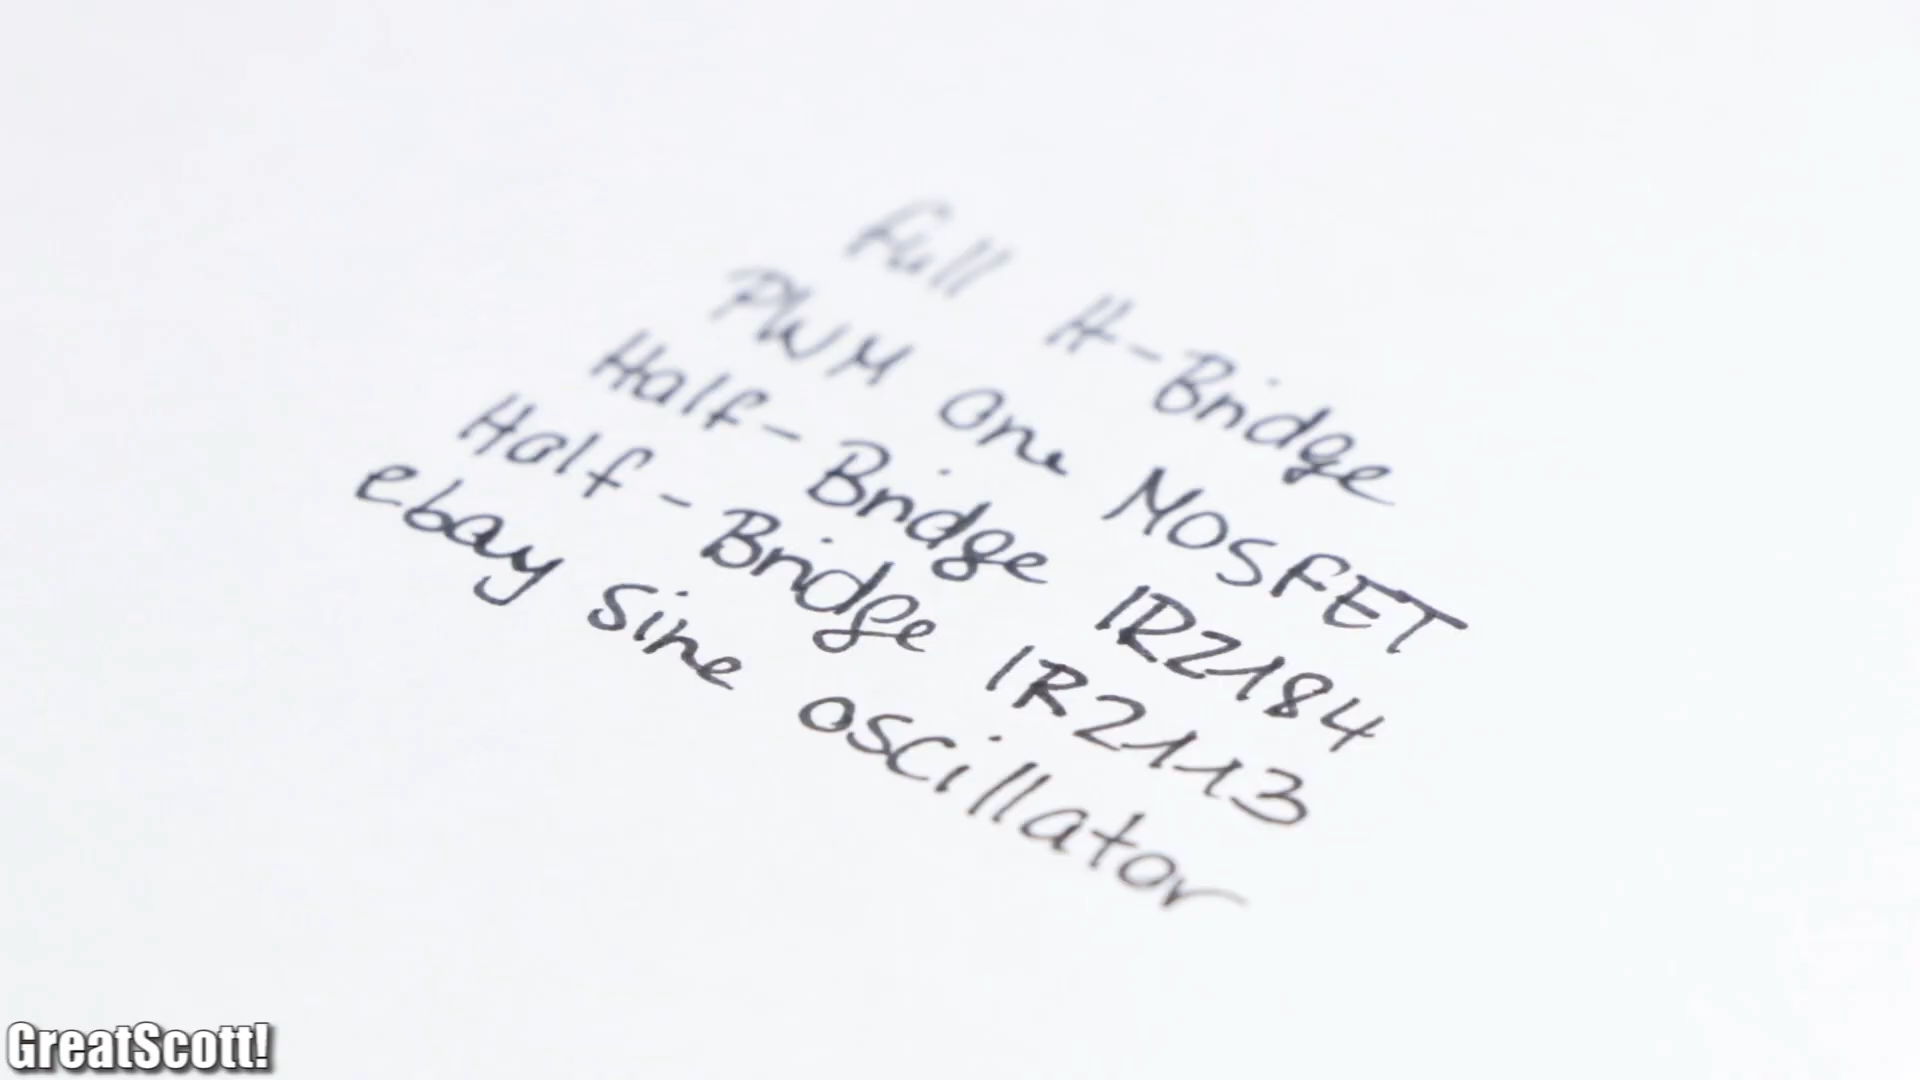 Full H-Bridge
PWM One MOSFET
Half-Bridge IR2184
Half-Bridge IR2113
ebay sine oscillator
GreatScott!